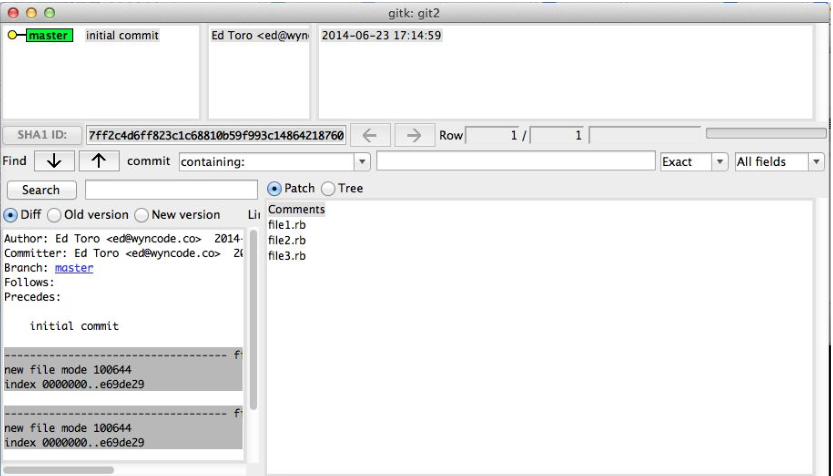 gitk: git2
master initial commit
Ed Toro <ed@wyn
2014-06-23 17:14:59
SHA1 ID: 7ff2c4d6ff823c1c68810b59f993c14864218760 Row 1 / 1
Find commit containing: Exact All fields
Search
Patch Tree
Diff Old version New version Li
Comments
file1.rb
file2.rb
file3.rb
Author: Ed Toro <ed@wyncode.co> 2014-
Committer: Ed Toro <ed@wyncode.co> 20
Branch: master
Follows:
Precedes:
initial commit
-------------------------------- fi
new file mode 100644
index 0000000..e69de29
-------------------------------- fi
new file mode 100644
index 0000000..e69de29